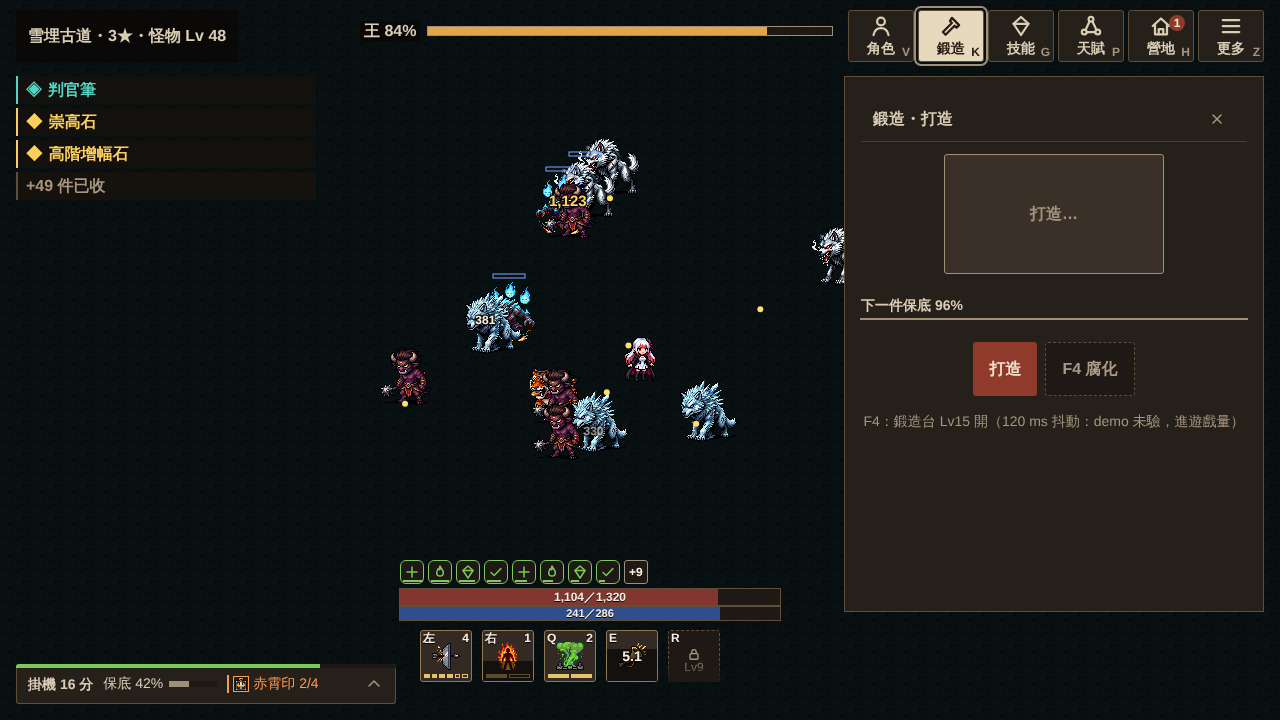 雪埋古道・3★・怪物 Lv 48
王 84%
角色 V
鍛造 K
技能 G
天賦 P
1
營地 H
更多 Z
◈ 判官筆
◆ 崇高石
◆ 高階增幅石
+49 件已收
鍛造・打造
×
打造…
下一件保底 96%
打造
F4 腐化
F4：鍛造台 Lv15 開（120 ms 抖動：demo 未驗，進遊戲量）
1,123
381
330
+9
1,104／1,320
241／286
左 4
右 1
Q 2
E 5.1
R Lv9
掛機 16 分 保底 42% 赤霄印 2/4